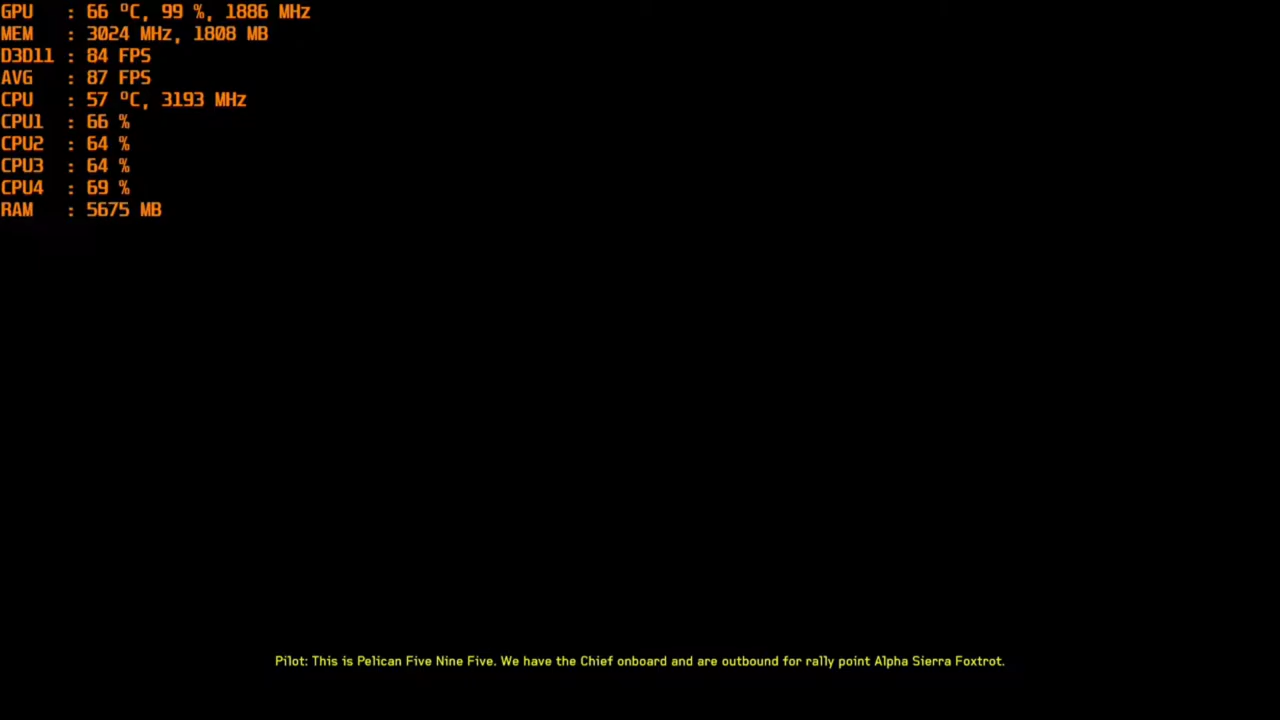 GPU : 66 ºC, 99 %, 1886 MHz
MEM : 3024 MHz, 1808 MB
D3D11 : 84 FPS
AVG : 87 FPS
CPU : 57 ºC, 3193 MHz
CPU1 : 66 %
CPU2 : 64 %
CPU3 : 64 %
CPU4 : 69 %
RAM : 5675 MB
Pilot: This is Pelican Five Nine Five. We have the Chief onboard and are outbound for rally point Alpha Sierra Foxtrot.